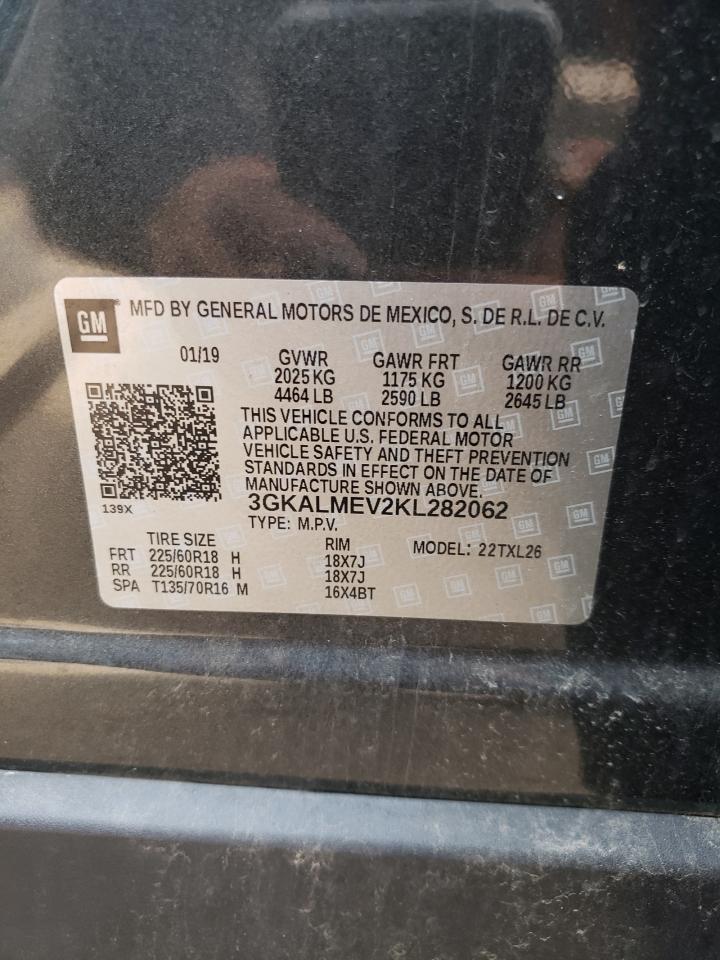 GM
MFD BY GENERAL MOTORS DE MEXICO, S. DE R.L. DE C.V.
01/19 GVWR GAWR FRT GAWR RR
2025 KG 1175 KG 1200 KG
4464 LB 2590 LB 2645 LB
THIS VEHICLE CONFORMS TO ALL
APPLICABLE U.S. FEDERAL MOTOR
VEHICLE SAFETY AND THEFT PREVENTION
STANDARDS IN EFFECT ON THE DATE OF
MANUFACTURE SHOWN ABOVE.
139X
3GKALMEV2KL282062
TYPE: M.P.V.
TIRE SIZE RIM MODEL: 22TXL26
FRT 225/60R18 H 18X7J
RR 225/60R18 H 18X7J
SPA T135/70R16 M 16X4BT